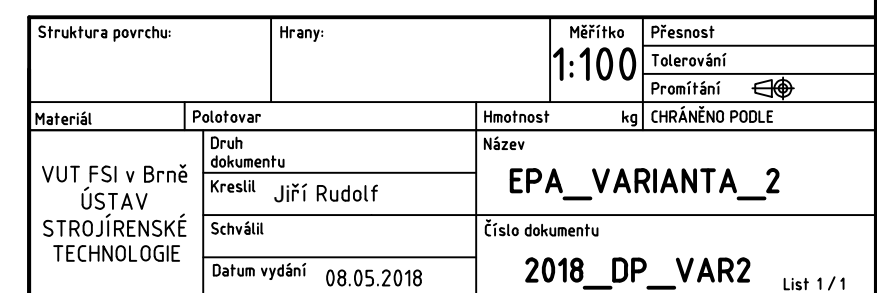 Struktura povrchu:
Hrany:
Měřítko
1:100
Přesnost
Tolerování
Promítání
Materiál
Polotovar
Hmotnost kg
CHRÁNĚNO PODLE
VUT FSI v Brně
ÚSTAV
STROJÍRENSKÉ
TECHNOLOGIE
Druh
dokumentu
Kreslil Jiří Rudolf
Schválil
Datum vydání 08.05.2018
Název
EPA_VARIANTA_2
Číslo dokumentu
2018_DP_VAR2
List 1/1